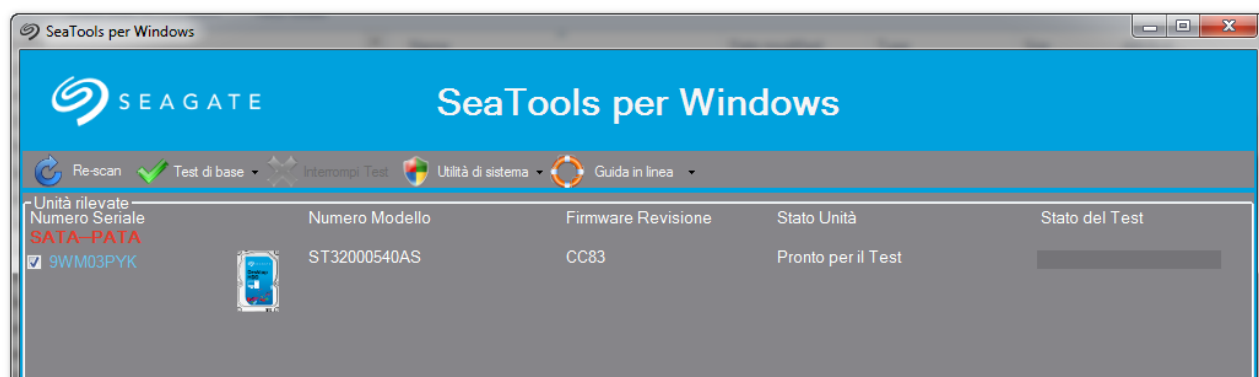 SeaTools per Windows
SEAGATE SeaTools per Windows
Re-scan Test di base Interrompi Test Utilità di sistema Guida in linea
Unità rilevate
Numero Seriale Numero Modello Firmware Revisione Stato Unità Stato del Test
SATA--PATA
9WM03PYK ST32000540AS CC83 Pronto per il Test